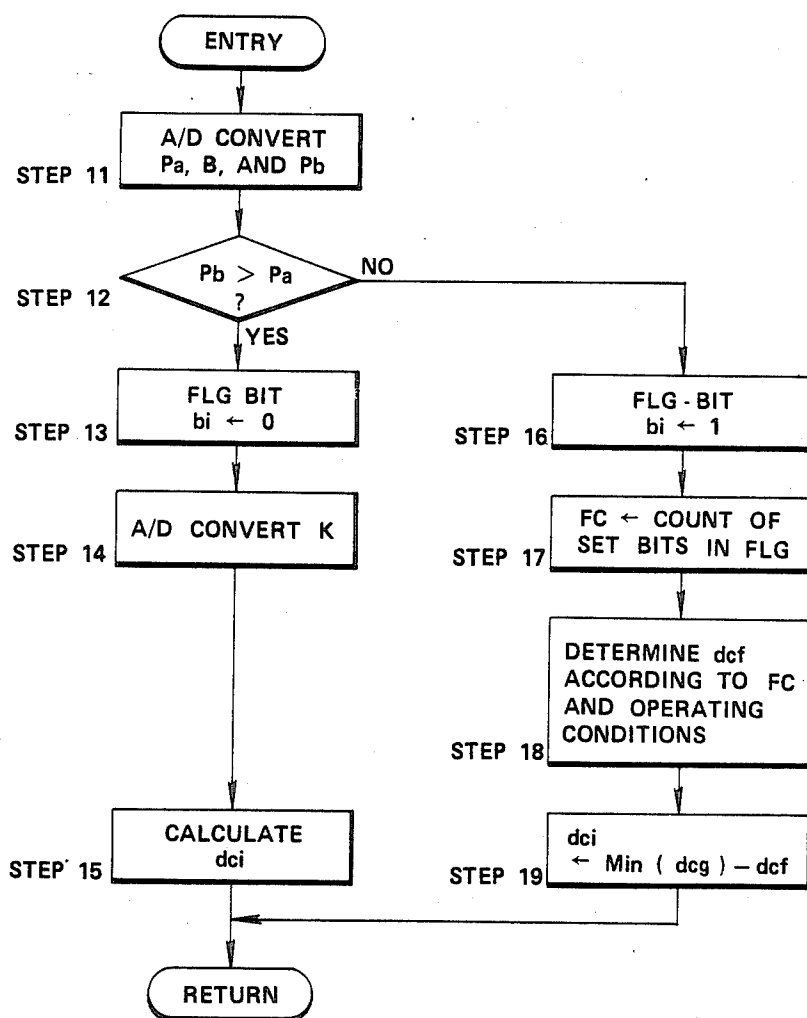 ENTRY
A/D CONVERT
Pa, B, AND Pb
STEP 11
Pb > Pa
?
NO
STEP 12
YES
FLG BIT
bi ← 0
STEP 13
A/D CONVERT K
STEP 14
CALCULATE
dci
STEP 15
FLG - BIT
bi ← 1
STEP 16
FC ← COUNT OF
SET BITS IN FLG
STEP 17
DETERMINE dcf
ACCORDING TO FC
AND OPERATING
CONDITIONS
STEP 18
dci
← Min ( dcg ) – dcf
STEP 19
RETURN